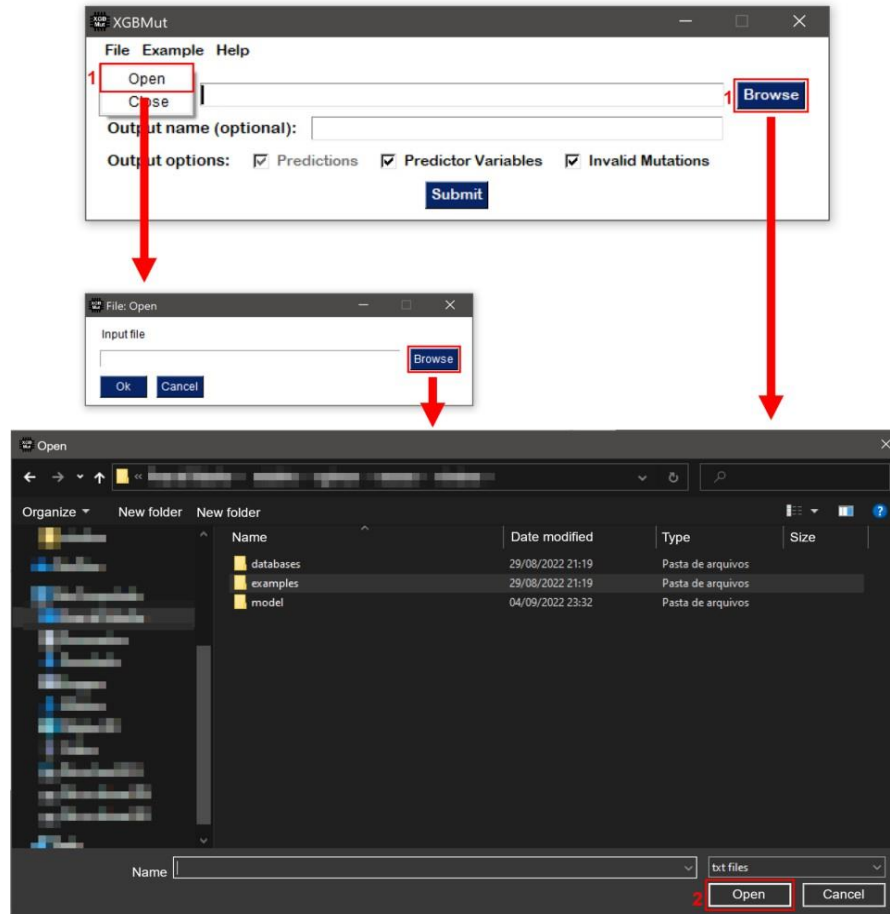 XGBMut
File Example Help
1 Open
Close
1 Browse
Output name (optional):
Output options: Predictions Predictor Variables Invalid Mutations
Submit
File: Open
Input file
Browse
Ok Cancel
Open
Organize New folder New folder
Name Date modified Type Size
databases 29/08/2022 21:19 Pasta de arquivos
examples 29/08/2022 21:19 Pasta de arquivos
model 04/09/2022 23:32 Pasta de arquivos
Name txt files
2 Open Cancel